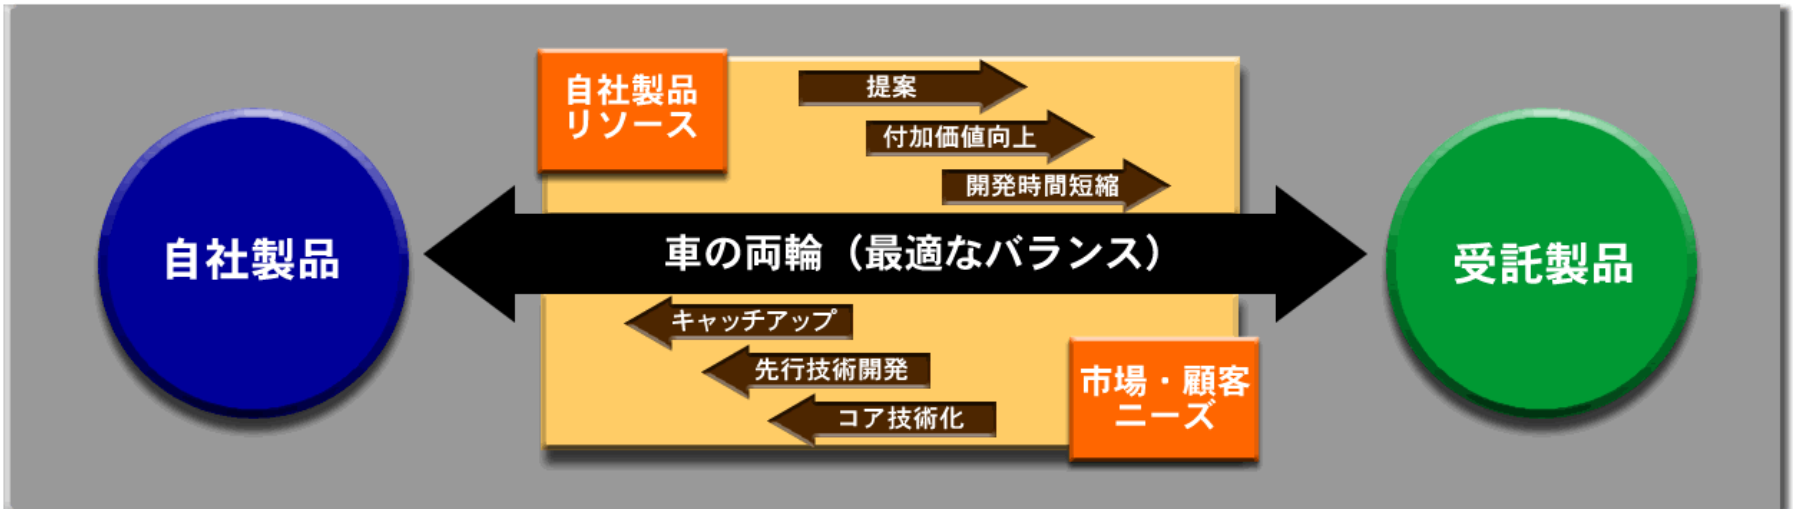 自社製品
リソース
提案
付加価値向上
開発時間短縮
自社製品
車の両輪（最適なバランス）
受託製品
キャッチアップ
先行技術開発
コア技術化
市場・顧客
ニーズ